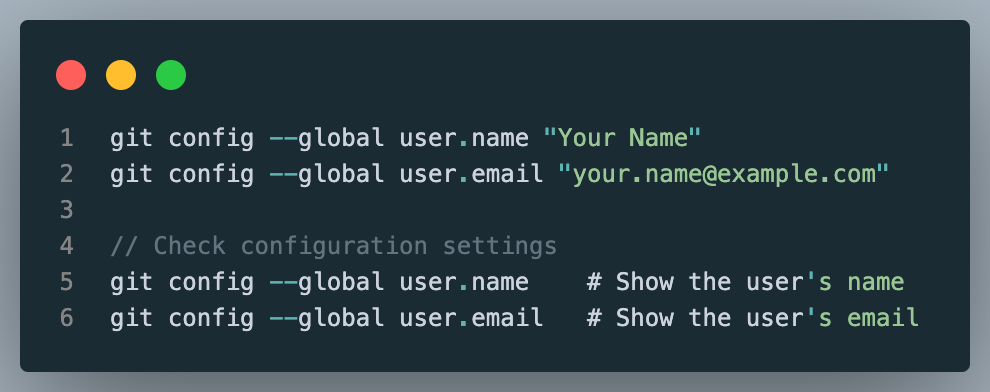 1 git config --global user.name "Your Name"
2 git config --global user.email "your.name@example.com"
3
4 // Check configuration settings
5 git config --global user.name    # Show the user's name
6 git config --global user.email   # Show the user's email